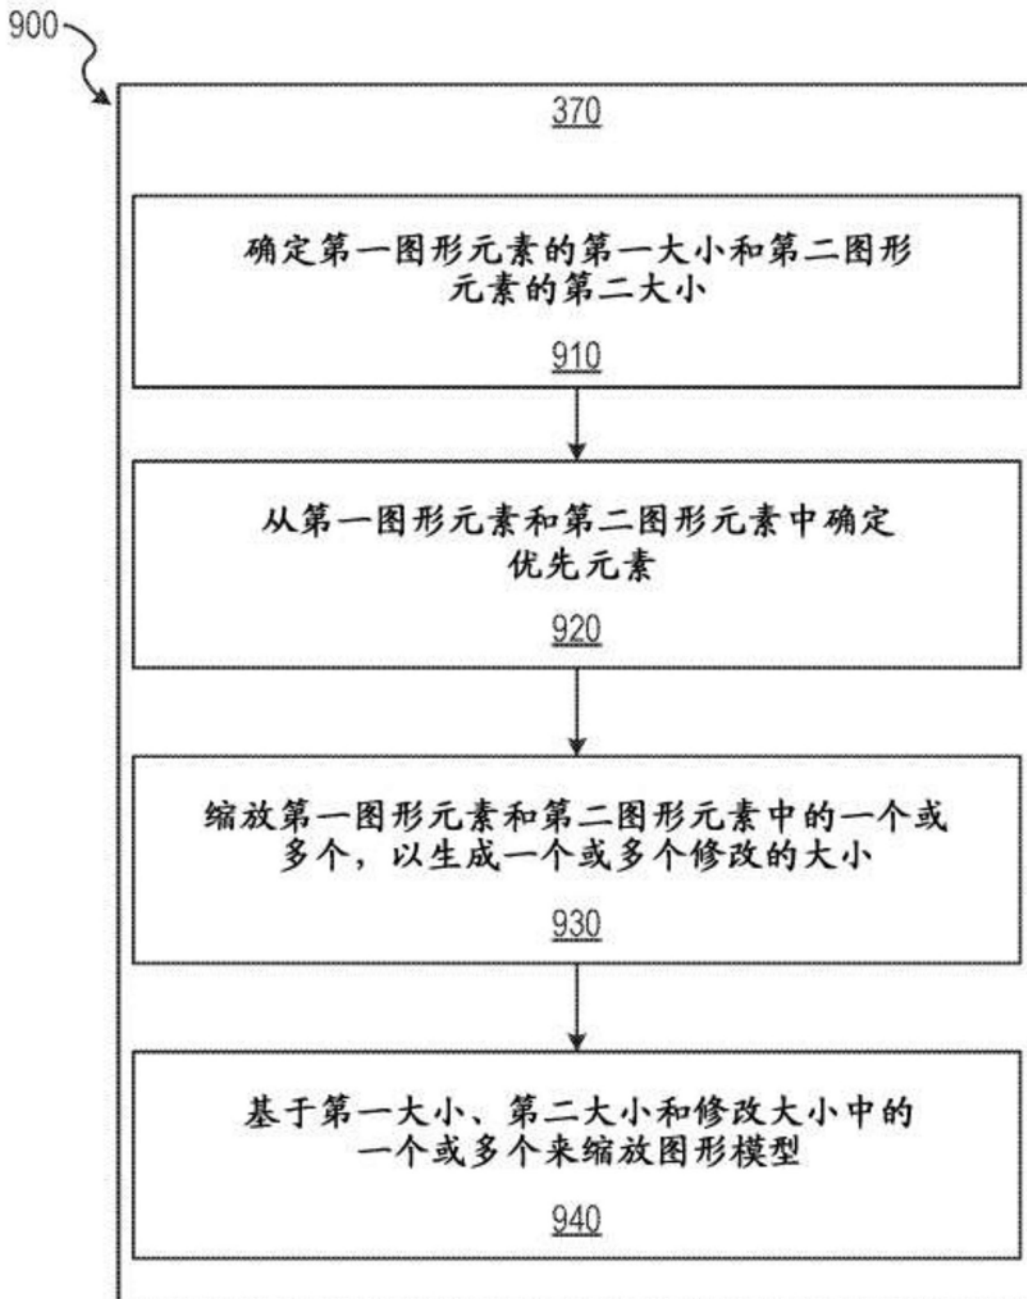 900
370
确定第一图形元素的第一大小和第二图形
元素的第二大小
910
从第一图形元素和第二图形元素中确定
优先元素
920
缩放第一图形元素和第二图形元素中的一个或
多个，以生成一个或多个修改的大小
930
基于第一大小、第二大小和修改大小中的
一个或多个来缩放图形模型
940